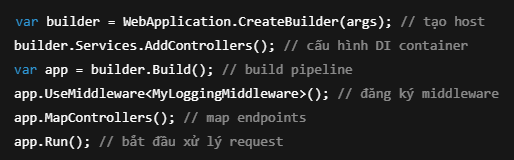 var builder = WebApplication.CreateBuilder(args); // tạo host
builder.Services.AddControllers(); // cấu hình DI container
var app = builder.Build(); // build pipeline
app.UseMiddleware<MyLoggingMiddleware>(); // đăng ký middleware
app.MapControllers(); // map endpoints
app.Run(); // bắt đầu xử lý request